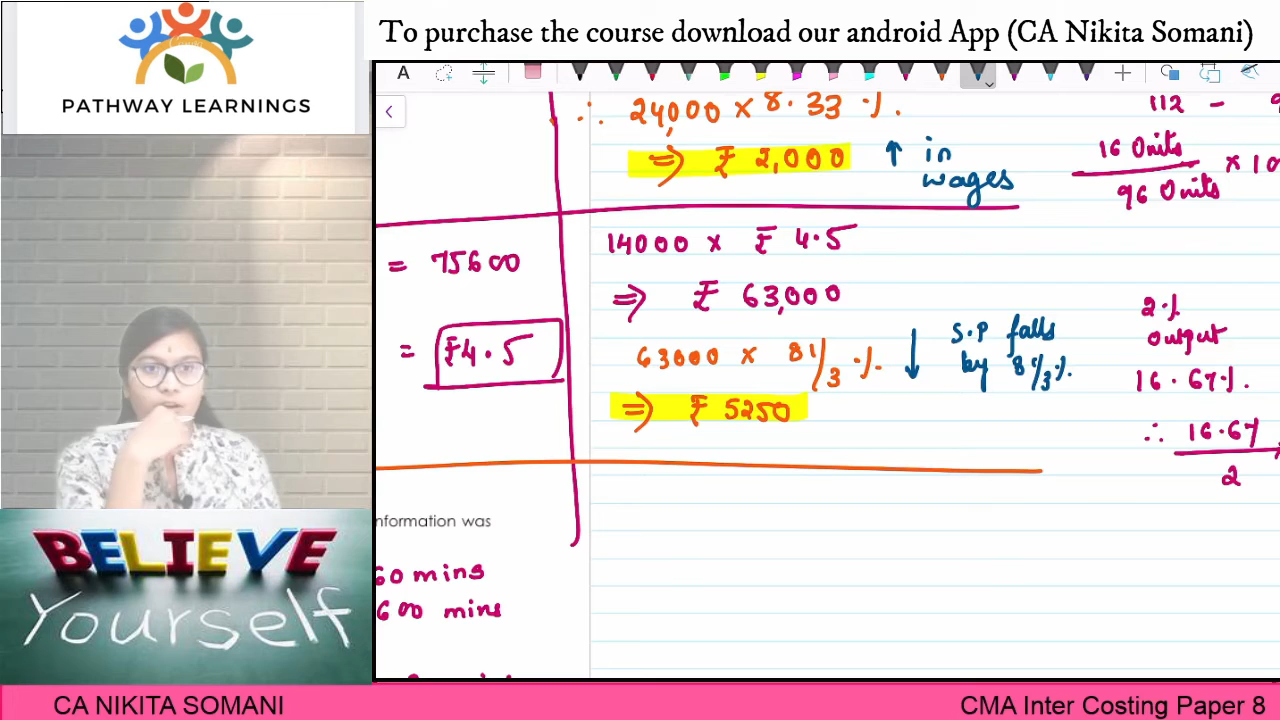 To purchase the course download our android App (CA Nikita Somani)
PATHWAY LEARNINGS
A
∴ 24,000 × 8.33 %.
⇒ ₹ 2,000 ↑ in wages
112 -
16 Units
96 Units
× 10
= 75600
= ₹4.5
14000 × ₹ 4.5
⇒ ₹ 63,000
63000 × 8 1/3 %.
↓ S.P falls
by 8 1/3 %.
⇒ ₹ 5250
2%
output
16.67%.
∴ 16.67
2
nformation was
60 mins
600 mins
BELIEVE
Yourself
CA NIKITA SOMANI
CMA Inter Costing Paper 8